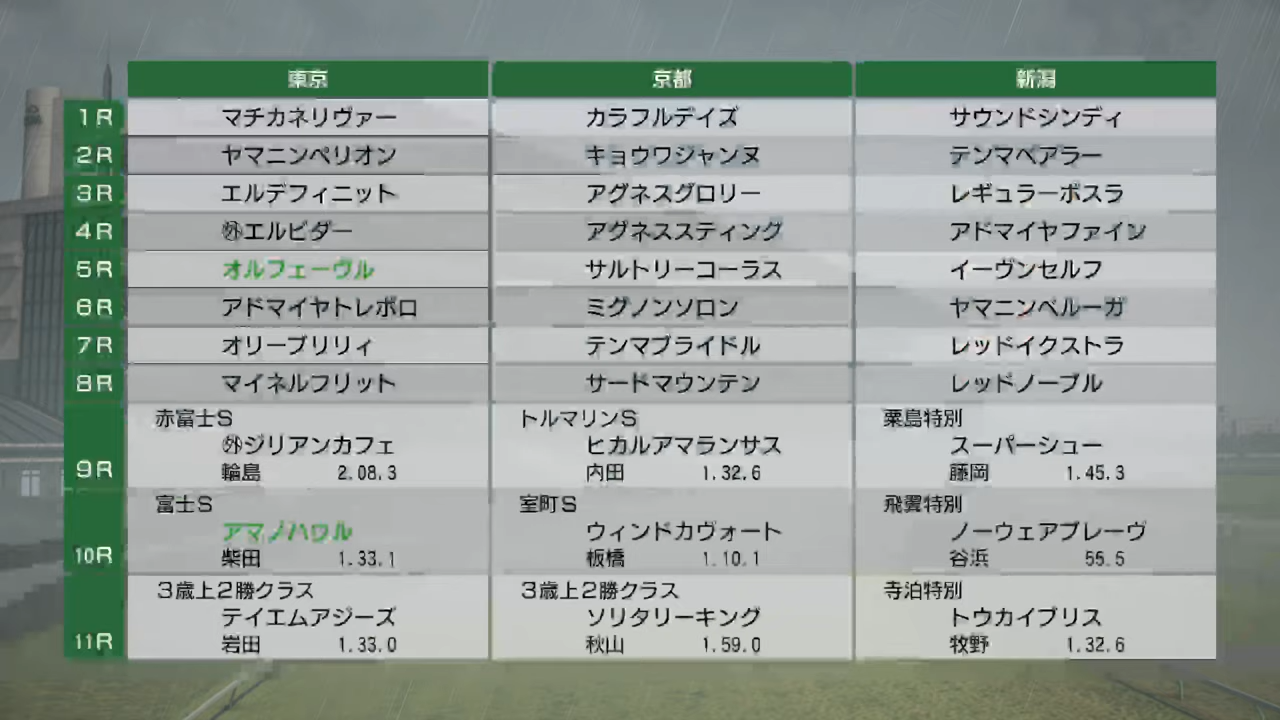 東京 京都 新潟
1R マチカネリヴァー カラフルデイズ サウンドシンディ
2R ヤマニンペリオン キョウワジャンヌ テンマベアラー
3R エルデフィニット アグネスグロリー レギュラーボスラ
4R 外エルビダー アグネススティング アドマイヤファイン
5R オルフェーヴル サルトリーコーラス イーヴンセルフ
6R アドマイヤトレボロ ミグノンソロン ヤマニンベルーガ
7R オリーブリリィ テンマブライドル レッドイクストラ
8R マイネルフリット サードマウンテン レッドノーブル
赤富士S トルマリンS 粟島特別
9R 外ジリアンカフェ ヒカルアマランサス スーパーシュー
輪島 2.08.3 内田 1.32.6 藤岡 1.45.3
富士S 室町S 飛翼特別
10R アマノハワル ウィンドカヴォート ノーウェアブレーヴ
柴田 1.33.1 板橋 1.10.1 谷浜 55.5
3歳上2勝クラス 3歳上2勝クラス 寺泊特別
11R テイエムアジーズ ソリタリーキング トウカイブリス
岩田 1.33.0 秋山 1.59.0 牧野 1.32.6